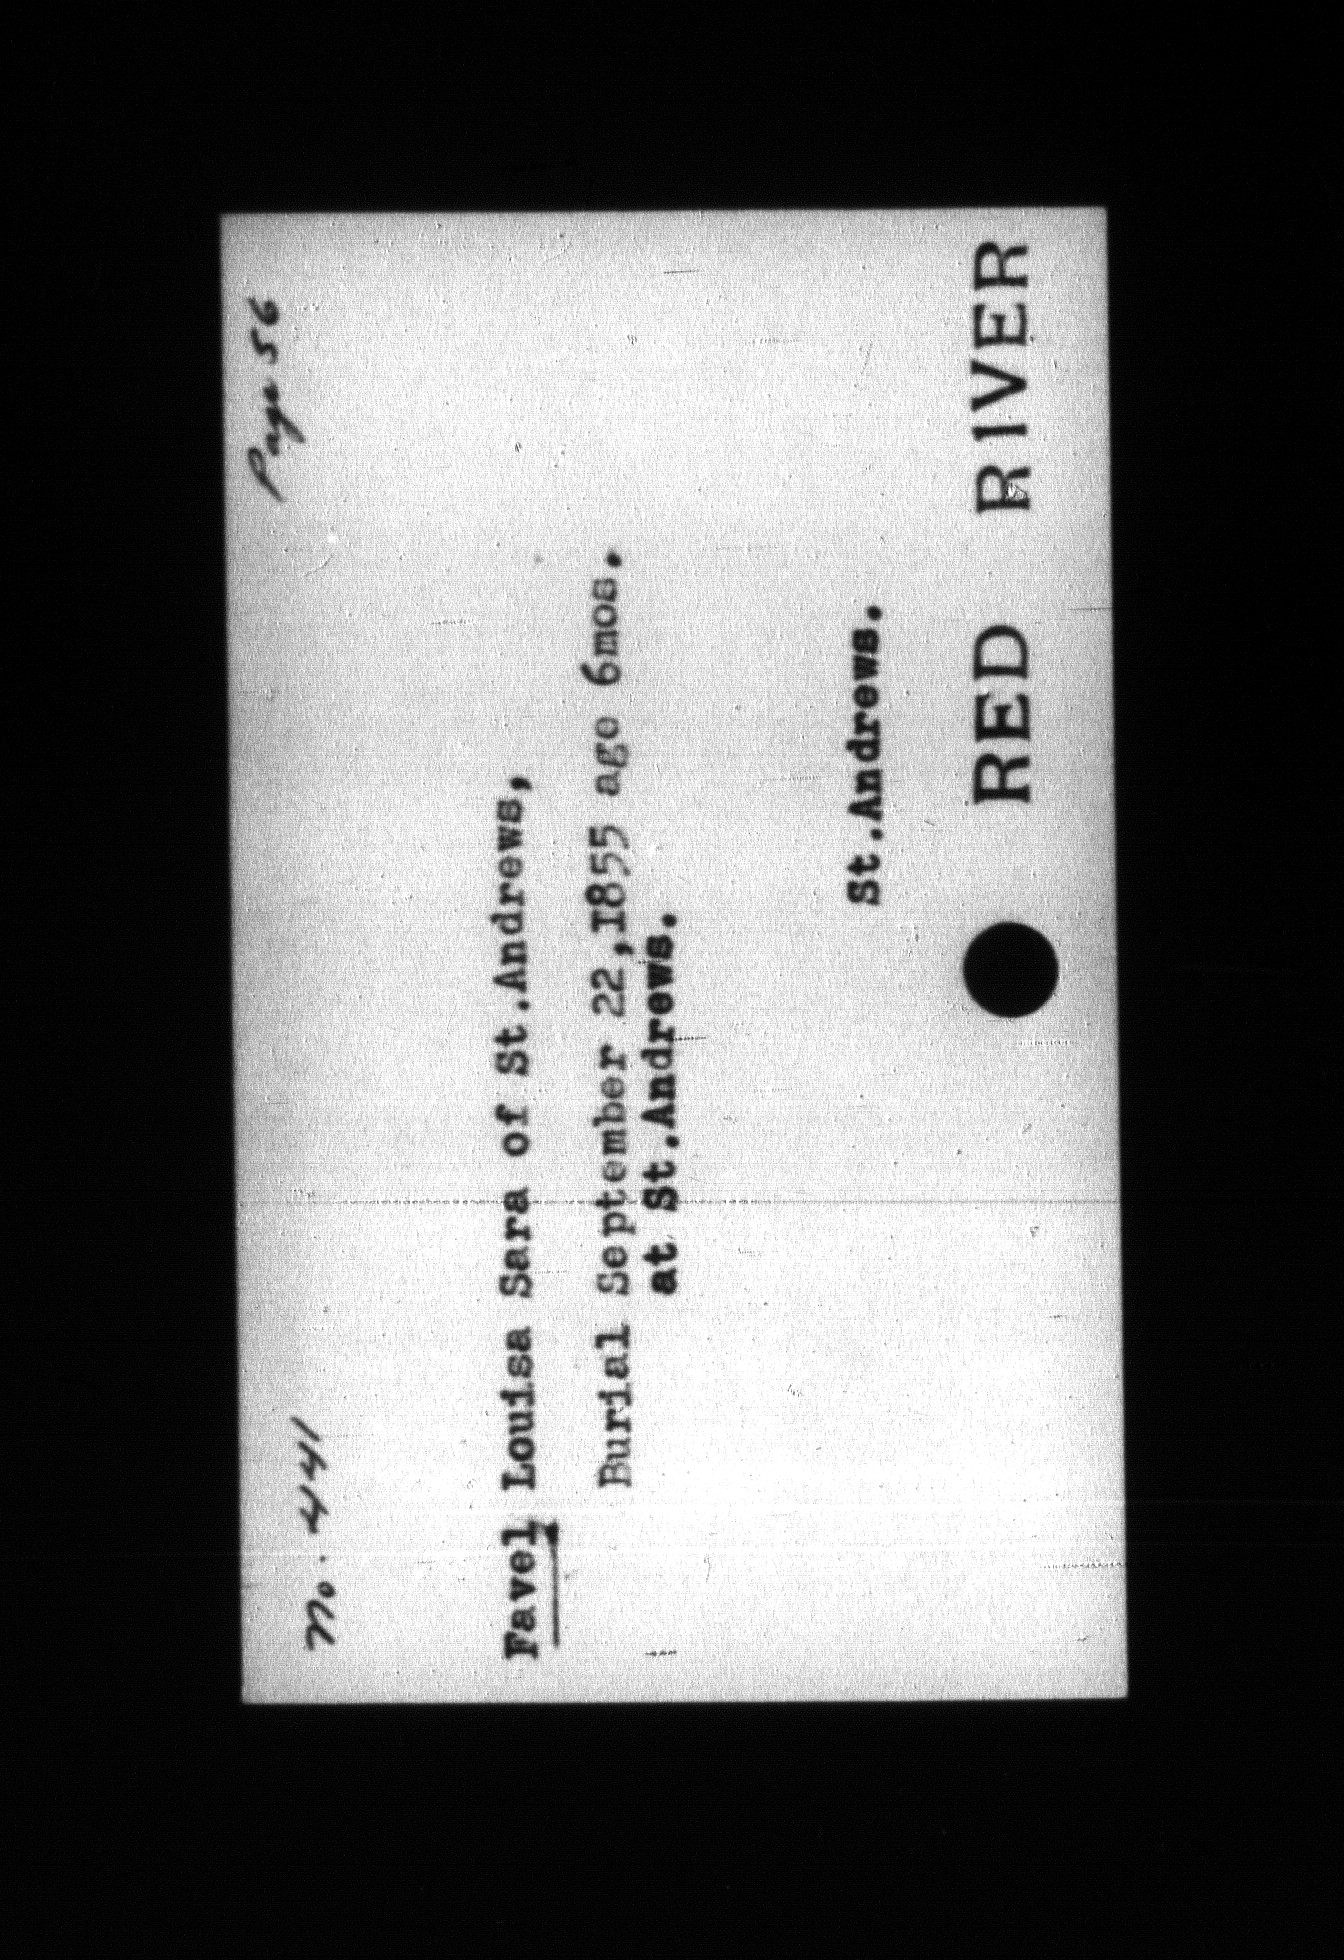 No. 441
Page 56
Favel Louisa Sara of St.Andrews,
Burial September 22,1855 age 6mos.
at St.Andrews.
St.Andrews.
RED RIVER